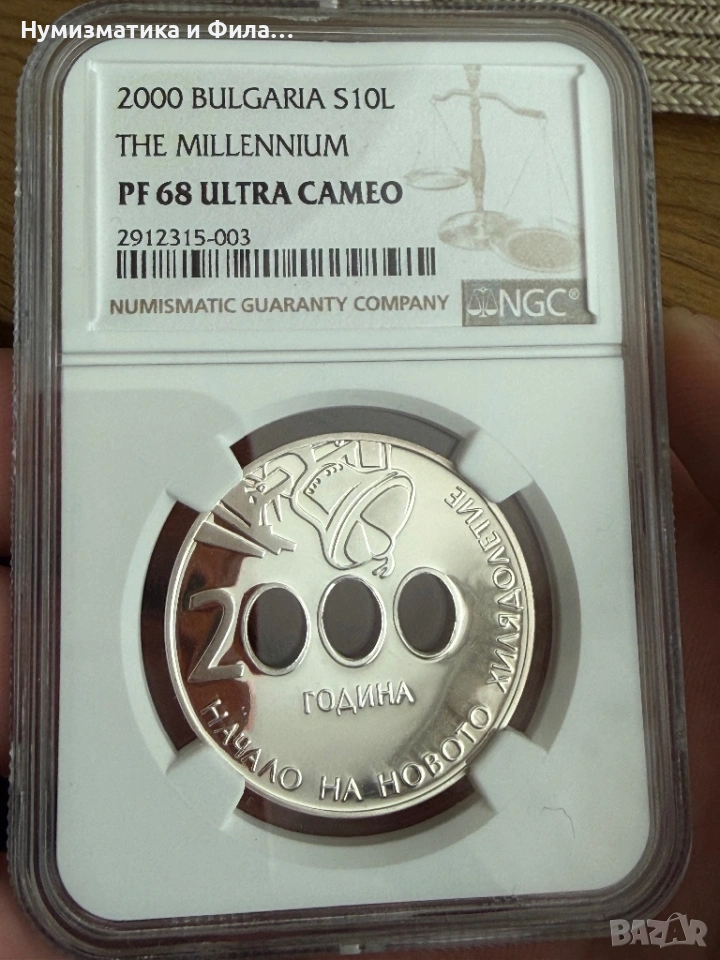 Нумизматика и Фила...
2000 BULGARIA S10L
THE MILLENNIUM
PF 68 ULTRA CAMEO
2912315-003
NUMISMATIC GUARANTY COMPANY
NGC®
2000
ГОДИНА
НАЧАЛО НА НОВОТО ХИЛЯДОЛЕТИЕ
BAZAR